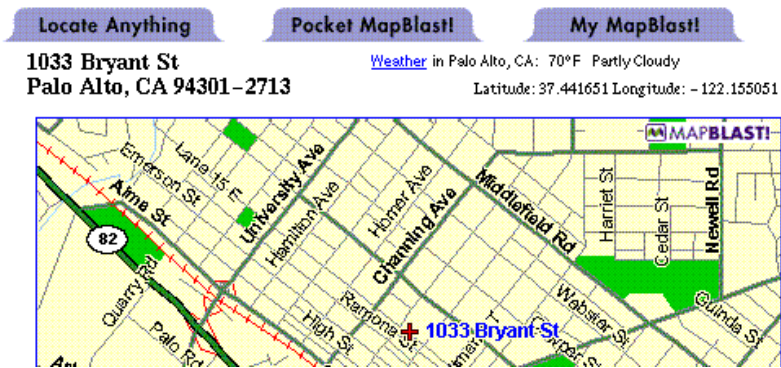 Locate Anything
Pocket MapBlast!
My MapBlast!
1033 Bryant St
Weather in Palo Alto, CA: 70°F Partly Cloudy
Palo Alto, CA 94301-2713
Latitude: 37.441651 Longitude: -122.155051
MAPBLAST!
Emerson St
Lane 15 E
University Ave
Alma St
Hamilton Ave
Homer Ave
Channing Ave
Middlefield Rd
Harriet St
Cedar St
Newell Rd
82
Quarry Rd
Palo Rd
High St
Ramona St
1033 Bryant St
Webster St
Cowper St
Guinda St